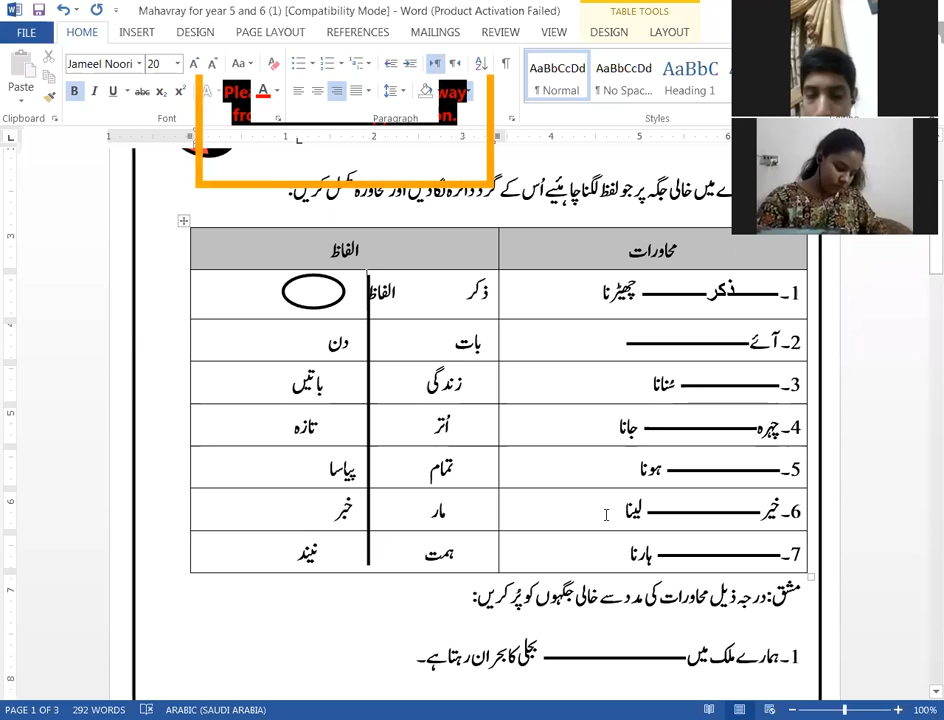 Mahavray for year 5 and 6 (1) [Compatibility Mode] - Word (Product Activation Failed)
TABLE TOOLS
FILE HOME INSERT DESIGN PAGE LAYOUT REFERENCES MAILINGS REVIEW VIEW DESIGN LAYOUT
Jameel Noori 20
Paste
AaBbCcDd AaBbCcDd AaBbC
¶ Normal ¶ No Spac... Heading 1
Clipboard Font Paragraph Styles
میں خالی جگہ پر جو لفظ لگنا چاہئیے اُس کے گرد دائرہ لگا دیں اور محاورہ مکمل کریں:
محاورات الفاظ
1۔ ذکر چھیڑنا ذکر الفاظ
2۔ آئے بات دن
3۔ سُنانا زندگی باتیں
4۔ چہرہ جانا اُتر تازہ
5۔ ہونا تمام پیاسا
6۔ خیر لینا مار خبر
7۔ ہارنا ہمت نیند
مشق: درجہ ذیل محاورات کی مدد سے خالی جگہوں کو پُر کریں:
1۔ ہمارے ملک میں بجلی کا بحران رہتا ہے۔
PAGE 1 OF 3 292 WORDS ARABIC (SAUDI ARABIA) 100%